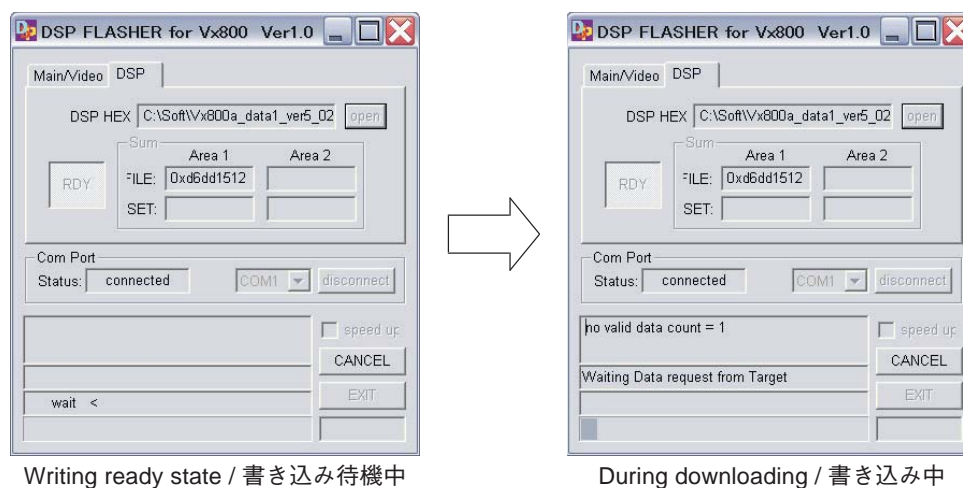 DSP FLASHER for Vx800 Ver1.0
Main/Video DSP
DSP HEX C:\Soft\Vx800a_data1_ver5_02 open
Sum
Area 1 Area 2
RDY FILE: 0xd6dd1512
SET:
Com Port
Status: connected COM1 disconnect
speed up
CANCEL
wait < EXIT
Writing ready state / 書き込み待機中
DSP FLASHER for Vx800 Ver1.0
Main/Video DSP
DSP HEX C:\Soft\Vx800a_data1_ver5_02 open
Sum
Area 1 Area 2
RDY FILE: 0xd6dd1512
SET:
Com Port
Status: connected COM1 disconnect
no valid data count = 1 speed up
CANCEL
Waiting Data request from Target
EXIT
During downloading / 書き込み中